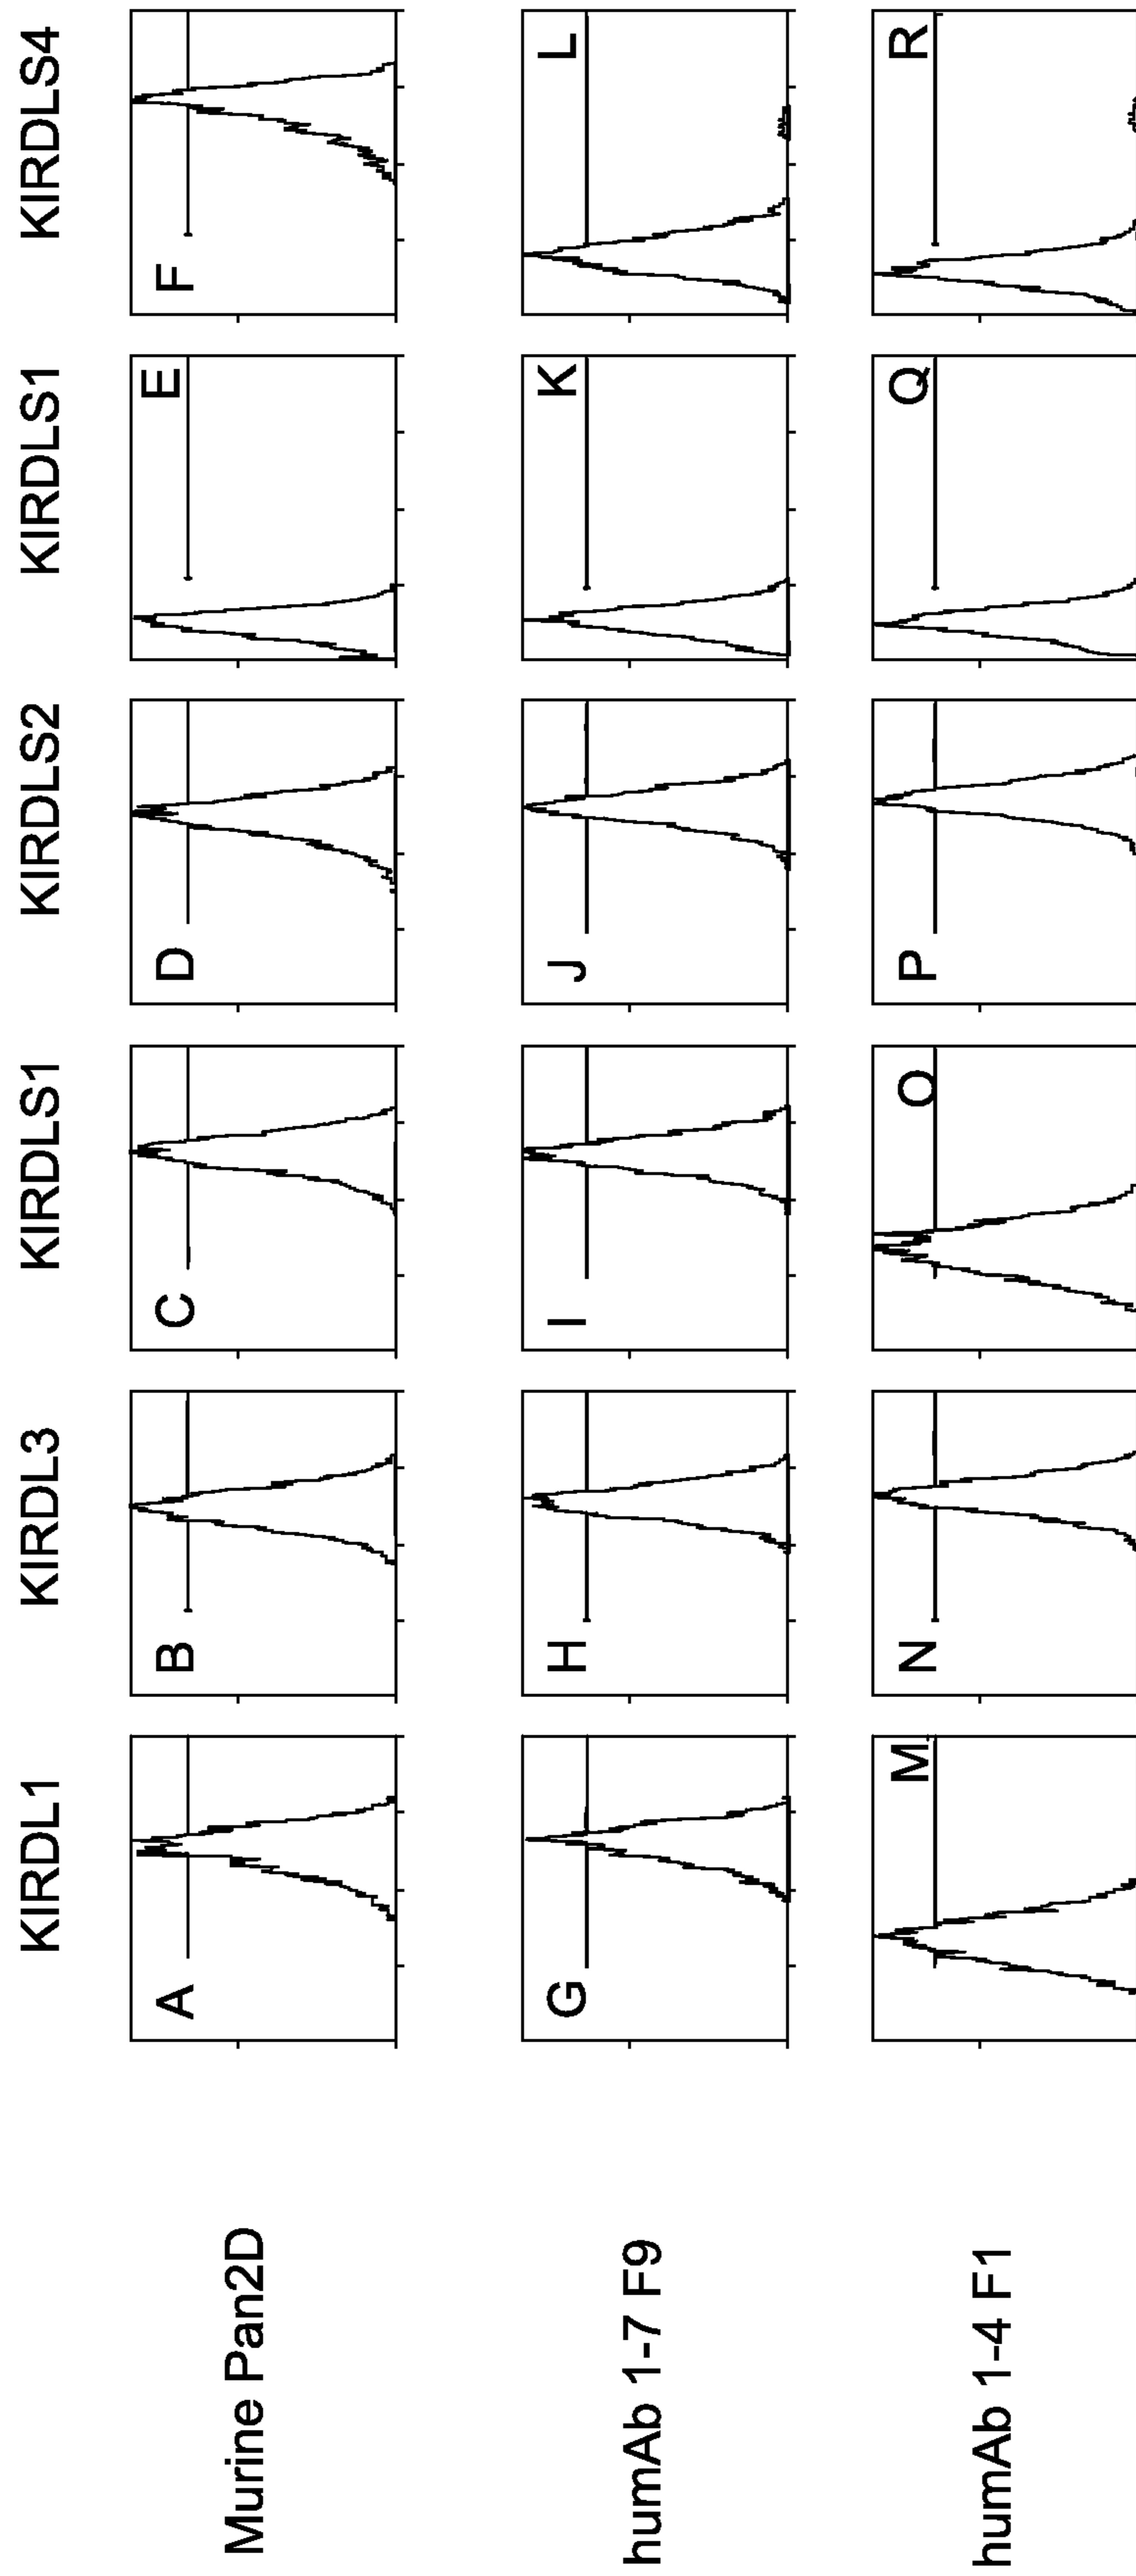 KIRDL1 KIRDL3 KIRDLS1 KIRDLS2 KIRDLS1 KIRDLS4
Murine Pan2D A B C D E F
humAb 1-7 F9 G H I J K L
humAb 1-4 F1 M N O P Q R